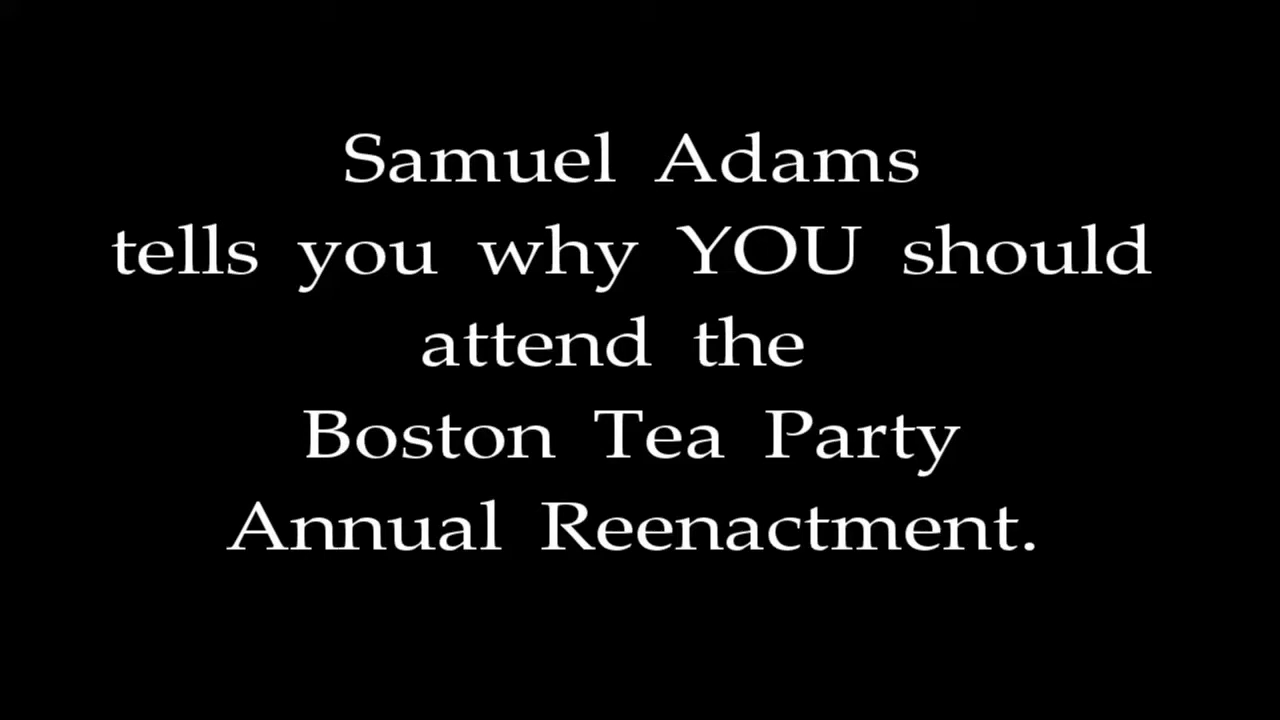 Samuel Adams
tells you why YOU should
attend the
Boston Tea Party
Annual Reenactment.